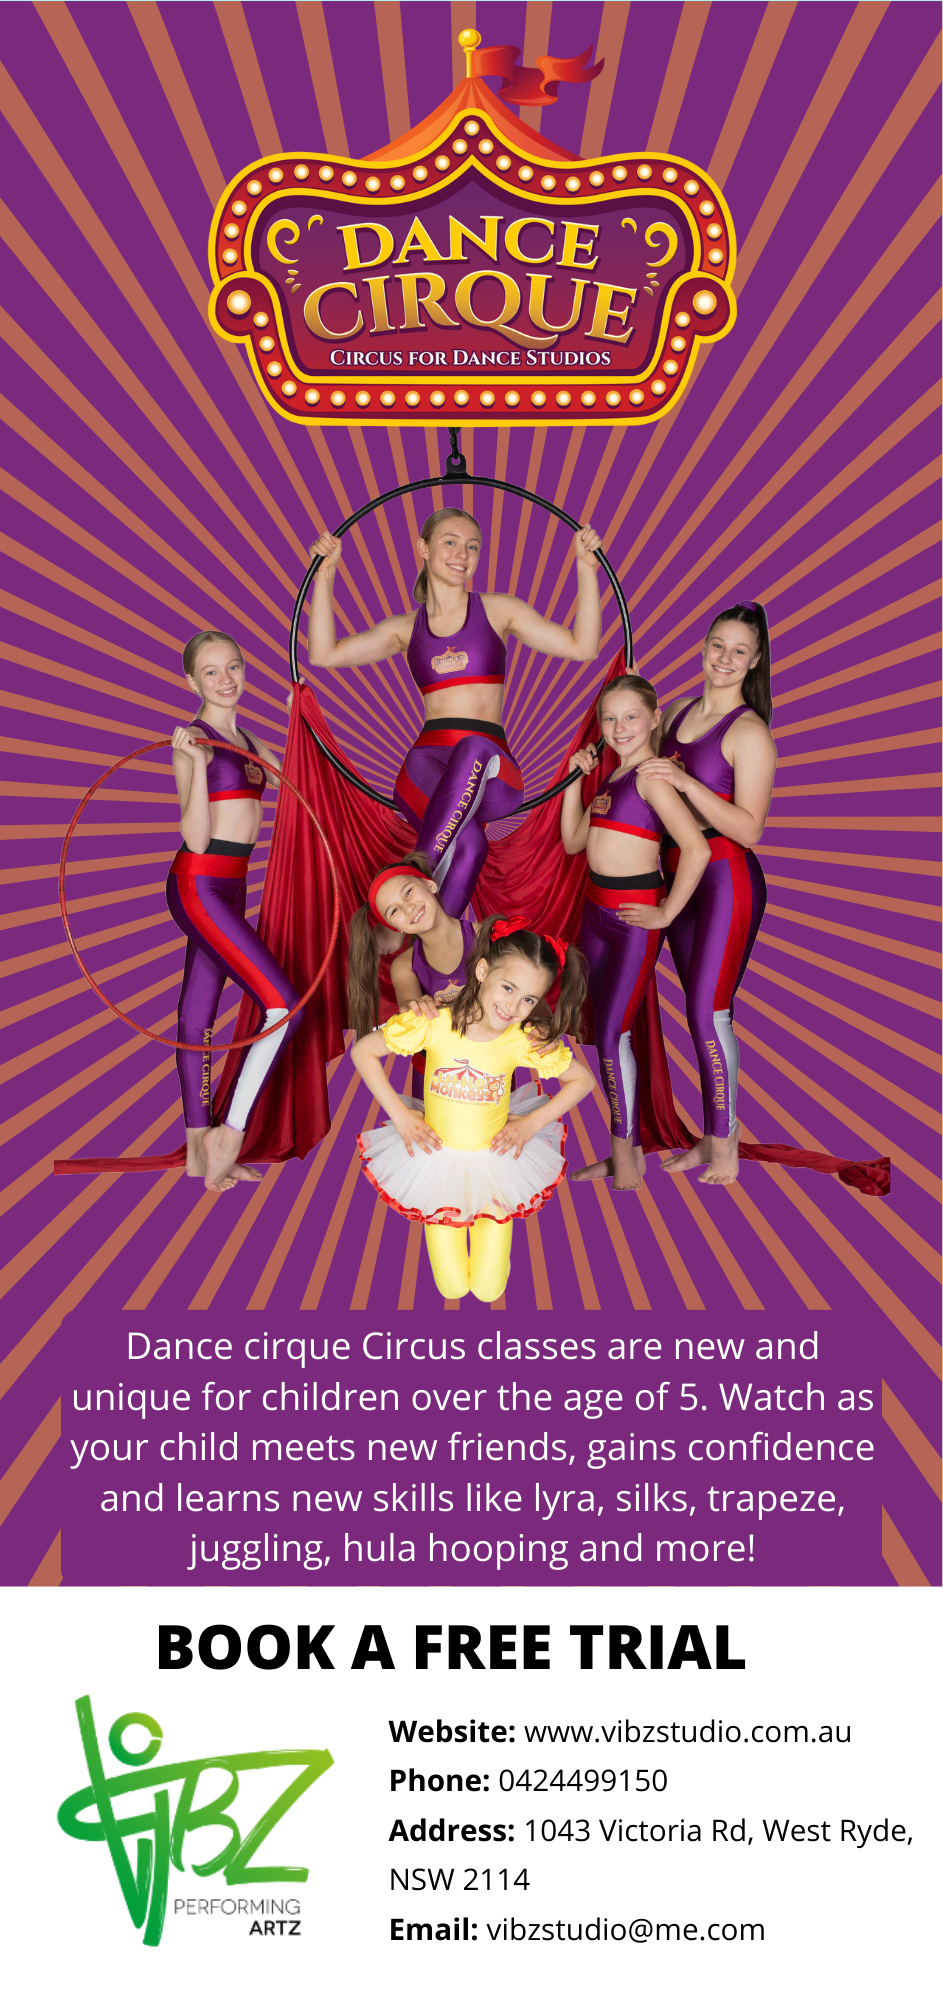 DANCE
CIRQUE
CIRCUS FOR DANCE STUDIOS
DANCE CIRQUE
Monkeys
DANCE CIRQUE
DANCE CIRQUE
DANCE CIRQUE
Dance cirque Circus classes are new and
unique for children over the age of 5. Watch as
your child meets new friends, gains confidence
and learns new skills like lyra, silks, trapeze,
juggling, hula hooping and more!
BOOK A FREE TRIAL
VIBZ
PERFORMING
ARTZ
Website: www.vibzstudio.com.au
Phone: 0424499150
Address: 1043 Victoria Rd, West Ryde,
NSW 2114
Email: vibzstudio@me.com